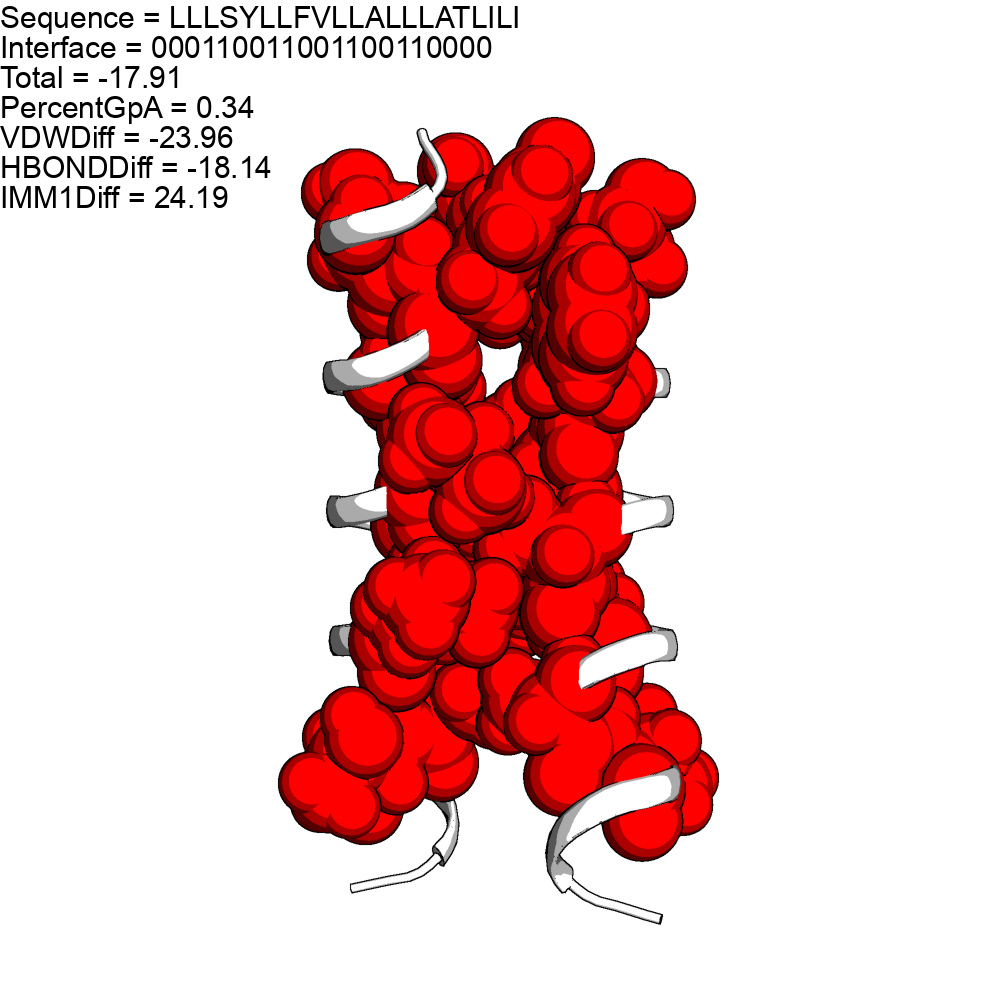 Sequence = LLLSYLLFVLLALLLATLILI
Interface = 000110011001100110000
Total = -17.91
PercentGpA = 0.34
VDWDiff = -23.96
HBONDDiff = -18.14
IMM1Diff = 24.19